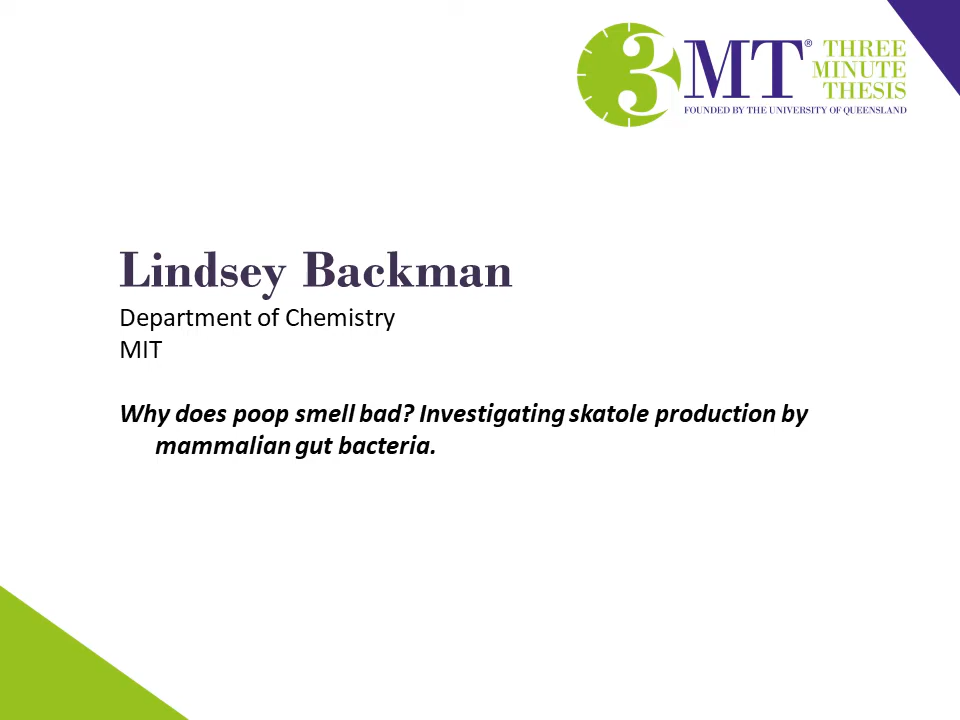 3MT® THREE
MINUTE
THESIS
FOUNDED BY THE UNIVERSITY OF QUEENSLAND
Lindsey Backman
Department of Chemistry
MIT
Why does poop smell bad? Investigating skatole production by
mammalian gut bacteria.